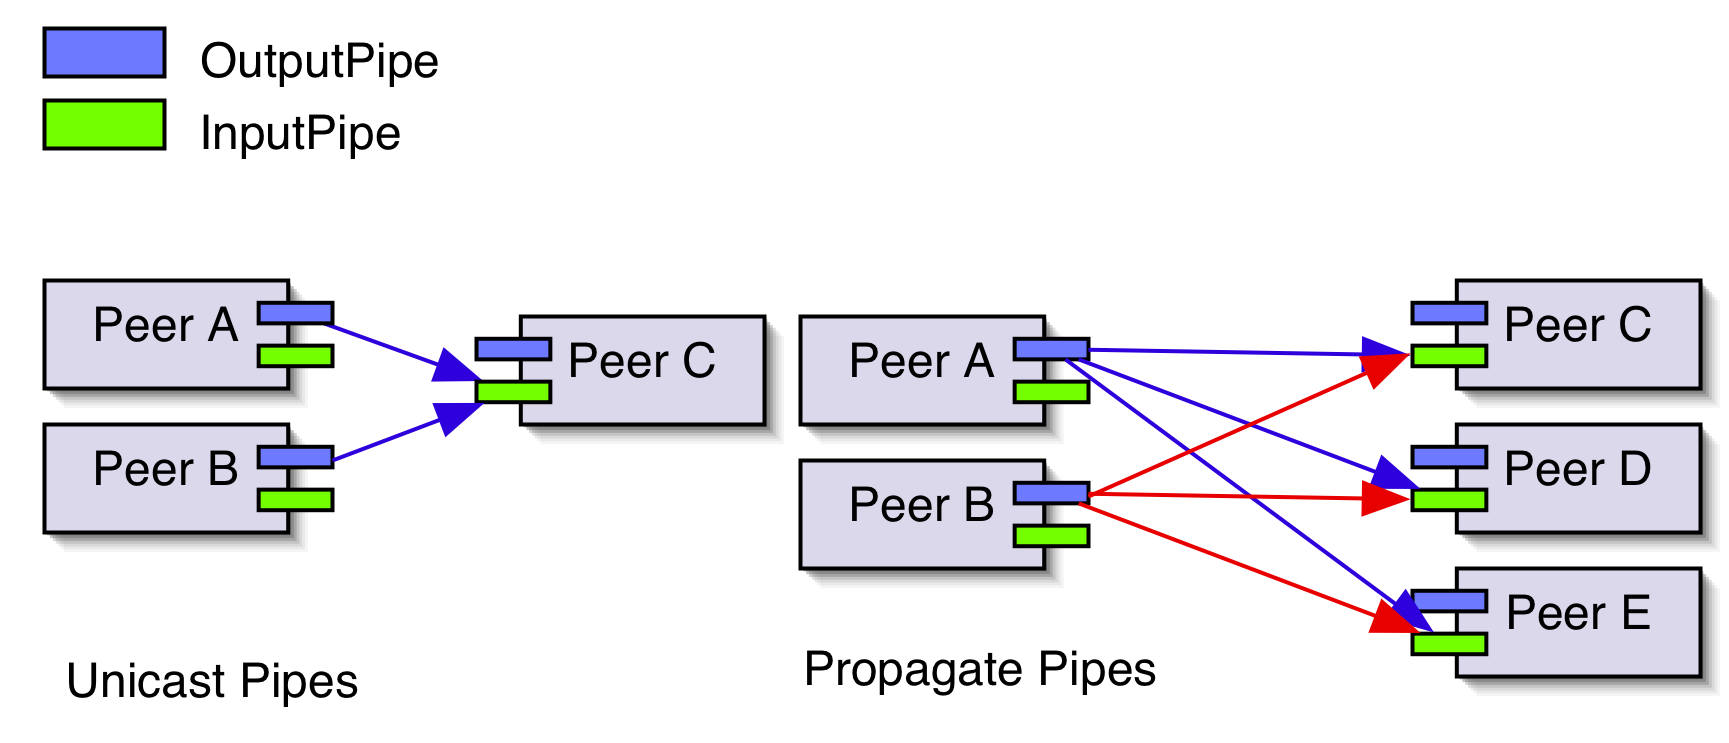 OutputPipe
InputPipe
Peer A
Peer B
Peer C
Unicast Pipes
Peer A
Peer B
Peer C
Peer D
Peer E
Propagate Pipes